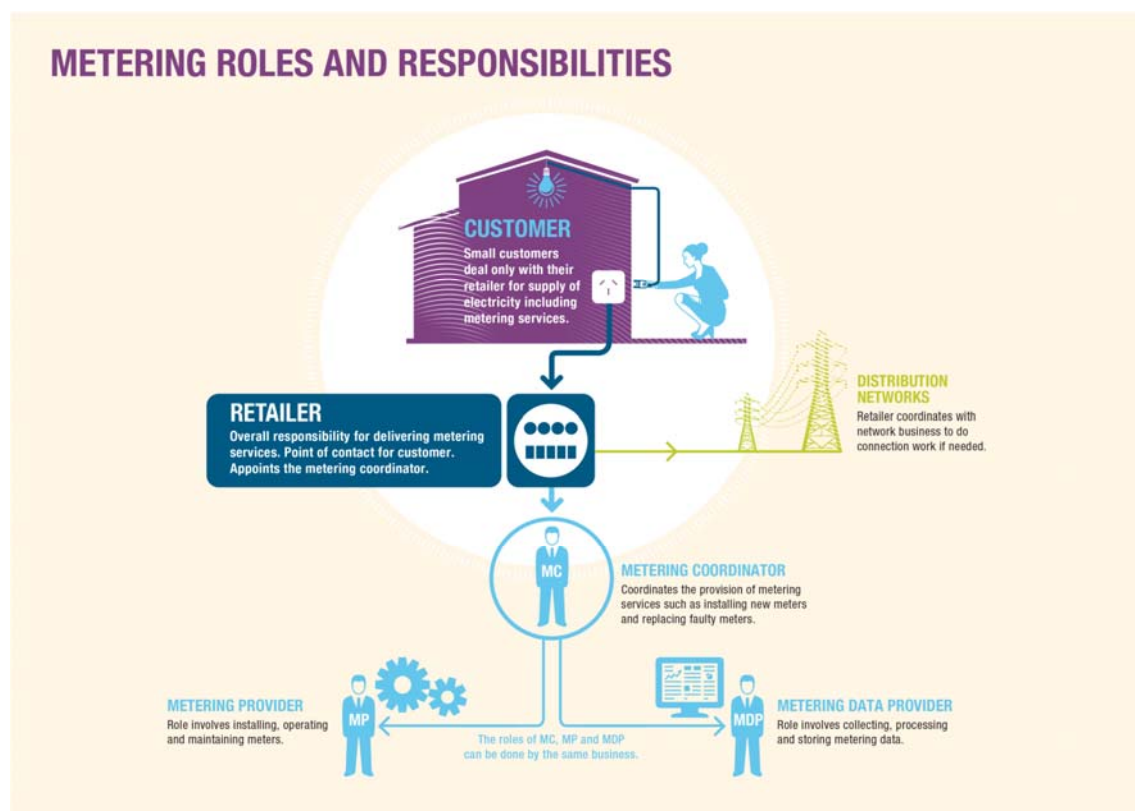 METERING ROLES AND RESPONSIBILITIES
CUSTOMER
Small customers
deal only with their
retailer for supply of
electricity including
metering services.
RETAILER
Overall responsibility for delivering metering
services. Point of contact for customer.
Appoints the metering coordinator.
DISTRIBUTION
NETWORKS
Retailer coordinates with
network business to do
connection work if needed.
MC
METERING COORDINATOR
Coordinates the provision of metering
services such as installing new meters
and replacing faulty meters.
METERING PROVIDER
Role involves installing, operating
and maintaining meters.
MP
The roles of MC, MP and MDP
can be done by the same business.
MDP
METERING DATA PROVIDER
Role involves collecting, processing
and storing metering data.